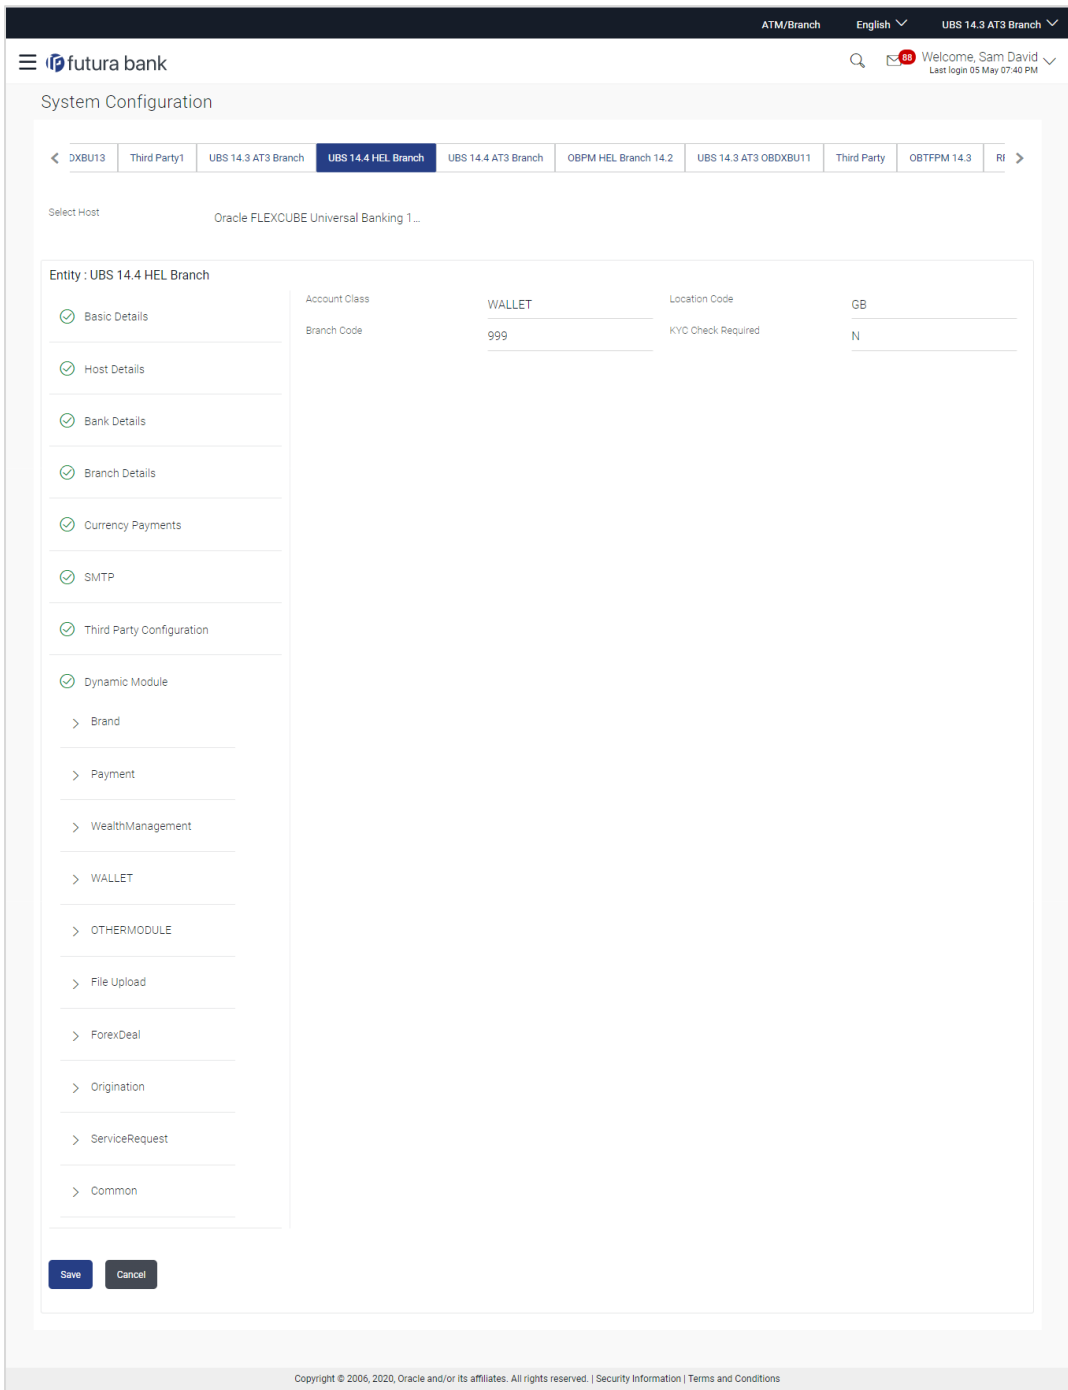 ATM/Branch English UBS 14.3 AT3 Branch
futura bank
88
Welcome, Sam David
Last login 05 May 07:40 PM
System Configuration
DXBU13 Third Party1 UBS 14.3 AT3 Branch UBS 14.4 HEL Branch UBS 14.4 AT3 Branch OBPM HEL Branch 14.2 UBS 14.3 AT3 OBDXBU11 Third Party OBTFPM 14.3
Select Host Oracle FLEXCUBE Universal Banking 1...
Entity : UBS 14.4 HEL Branch
Account Class WALLET Location Code GB
Branch Code 999 KYC Check Required N
Basic Details
Host Details
Bank Details
Branch Details
Currency Payments
SMTP
Third Party Configuration
Dynamic Module
Brand
Payment
WealthManagement
WALLET
OTHERMODULE
File Upload
ForexDeal
Origination
ServiceRequest
Common
Save Cancel
Copyright © 2006, 2020, Oracle and/or its affiliates. All rights reserved. | Security Information | Terms and Conditions